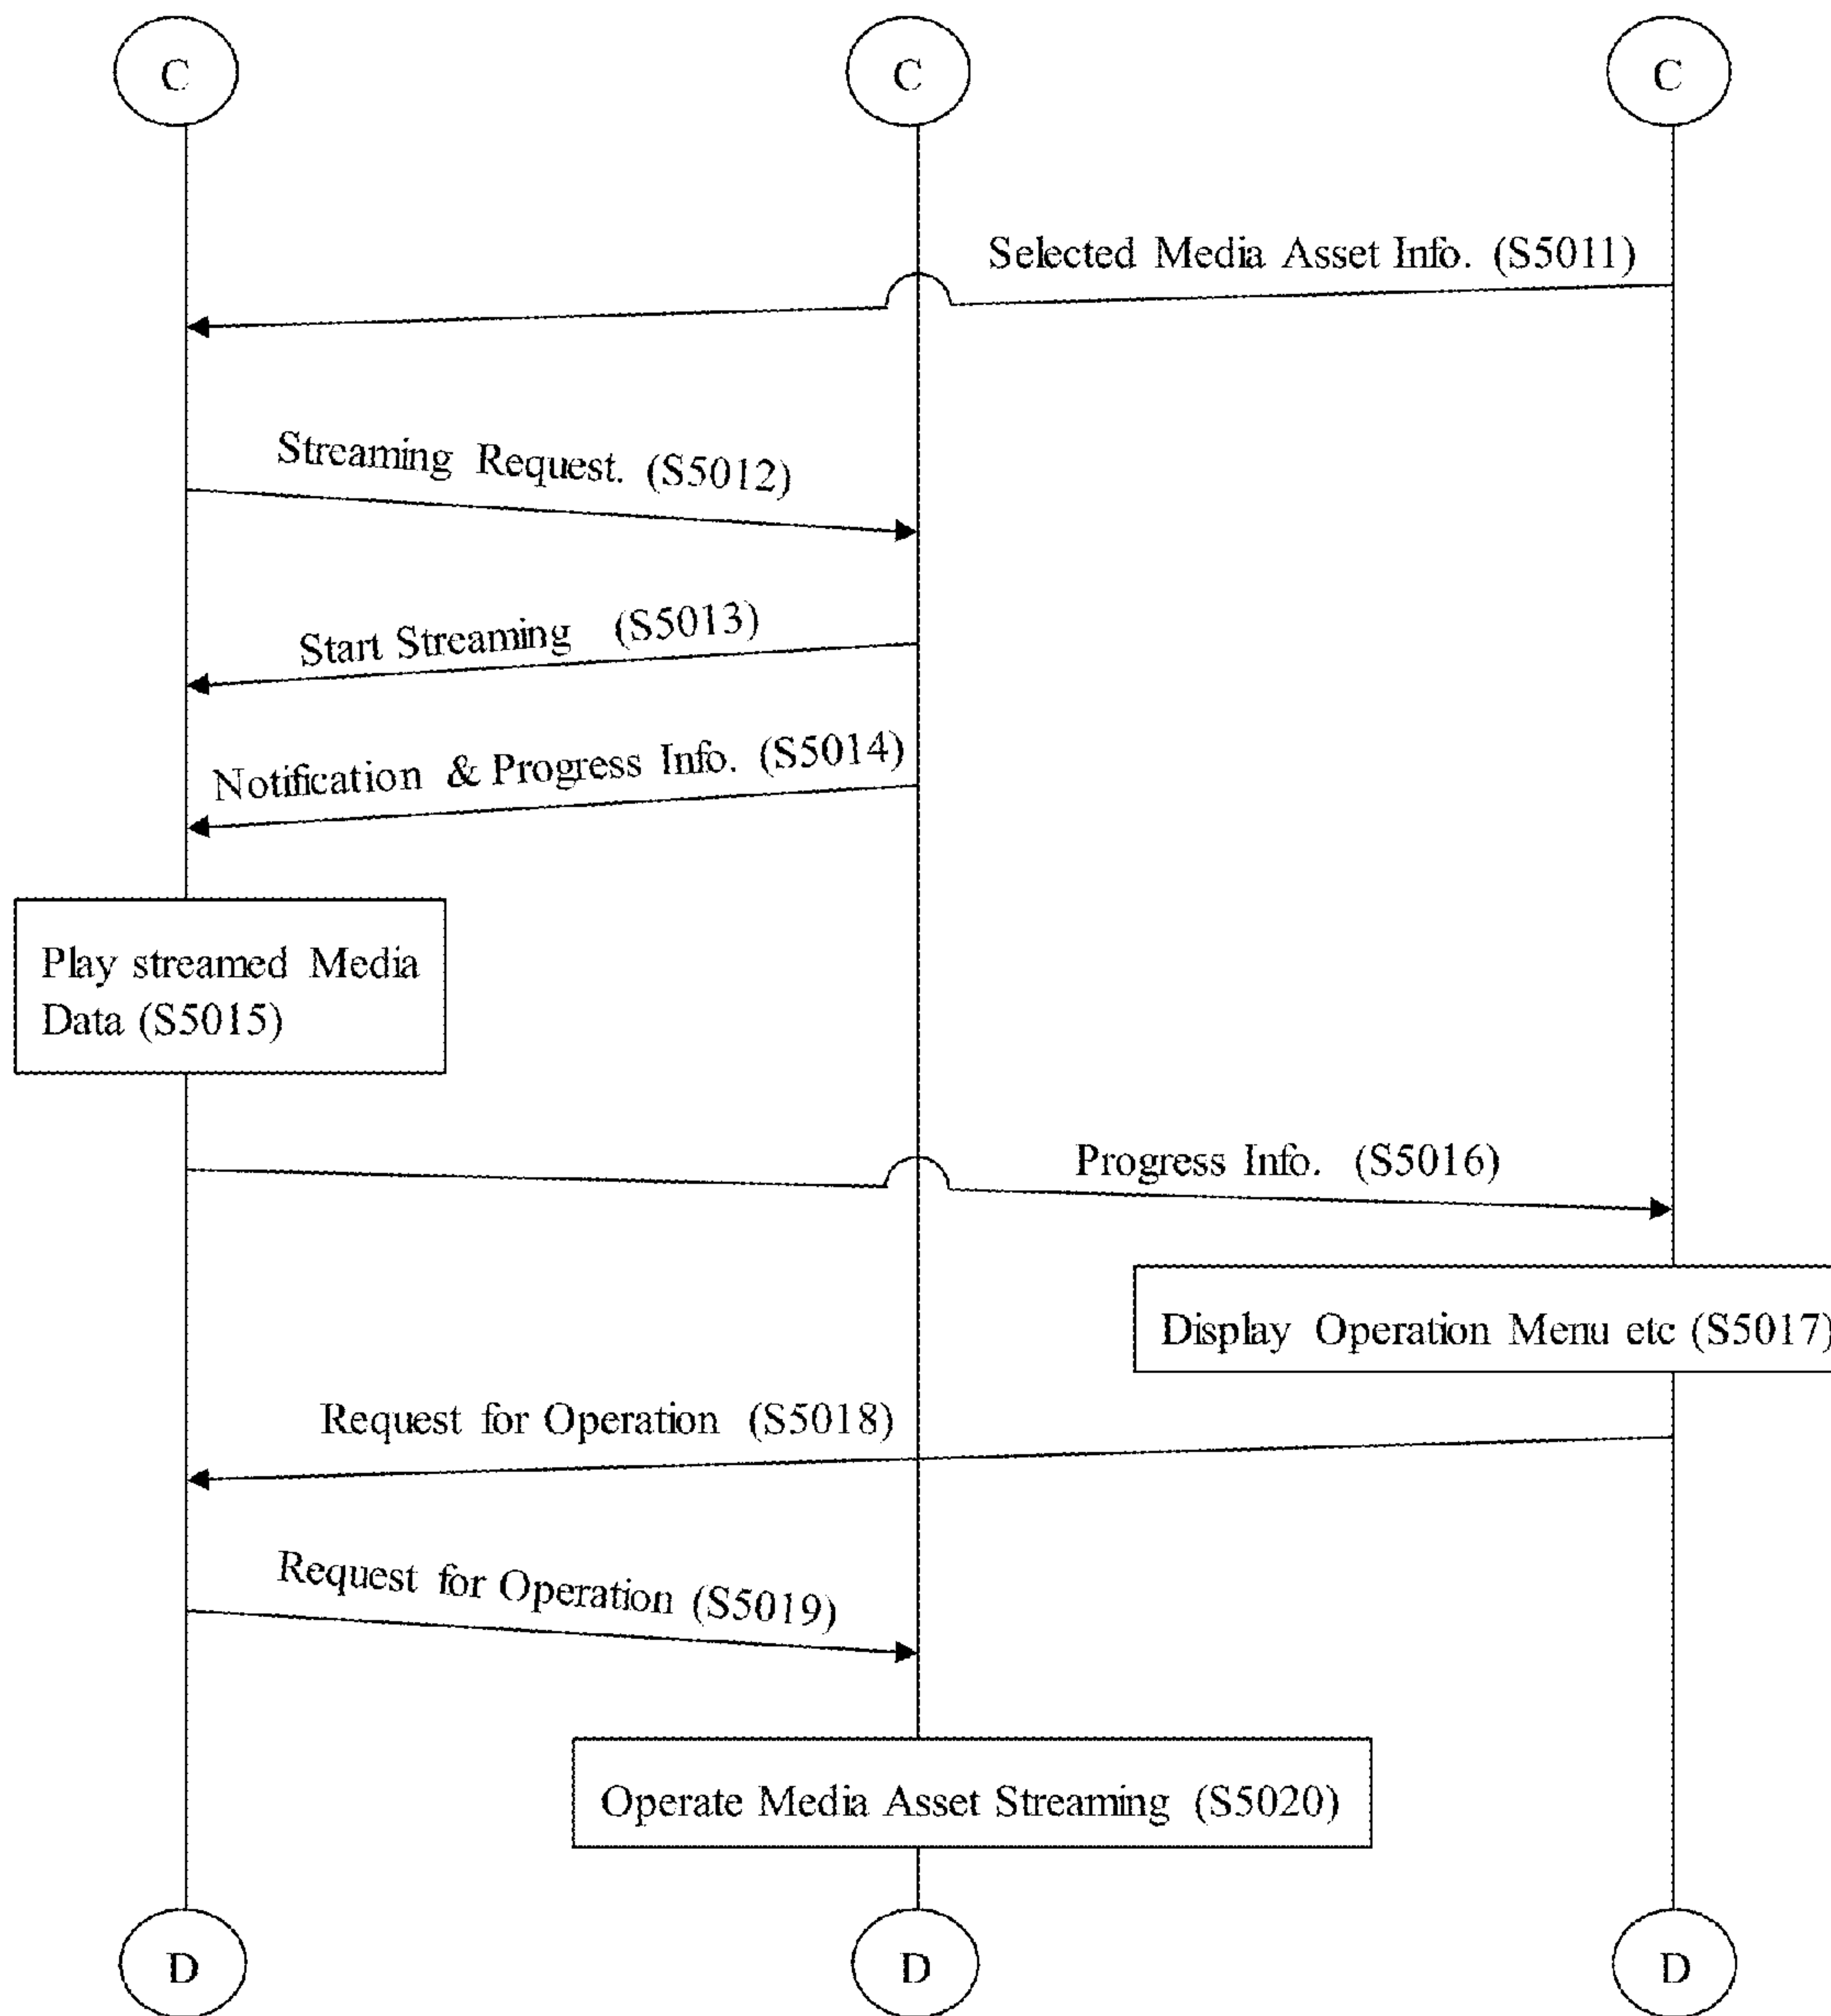 C
C
C
Selected Media Asset Info. (S5011)
Streaming Request. (S5012)
Start Streaming (S5013)
Notification & Progress Info. (S5014)
Play streamed Media
Data (S5015)
Progress Info. (S5016)
Display Operation Menu etc (S5017)
Request for Operation (S5018)
Request for Operation (S5019)
Operate Media Asset Streaming (S5020)
D
D
D